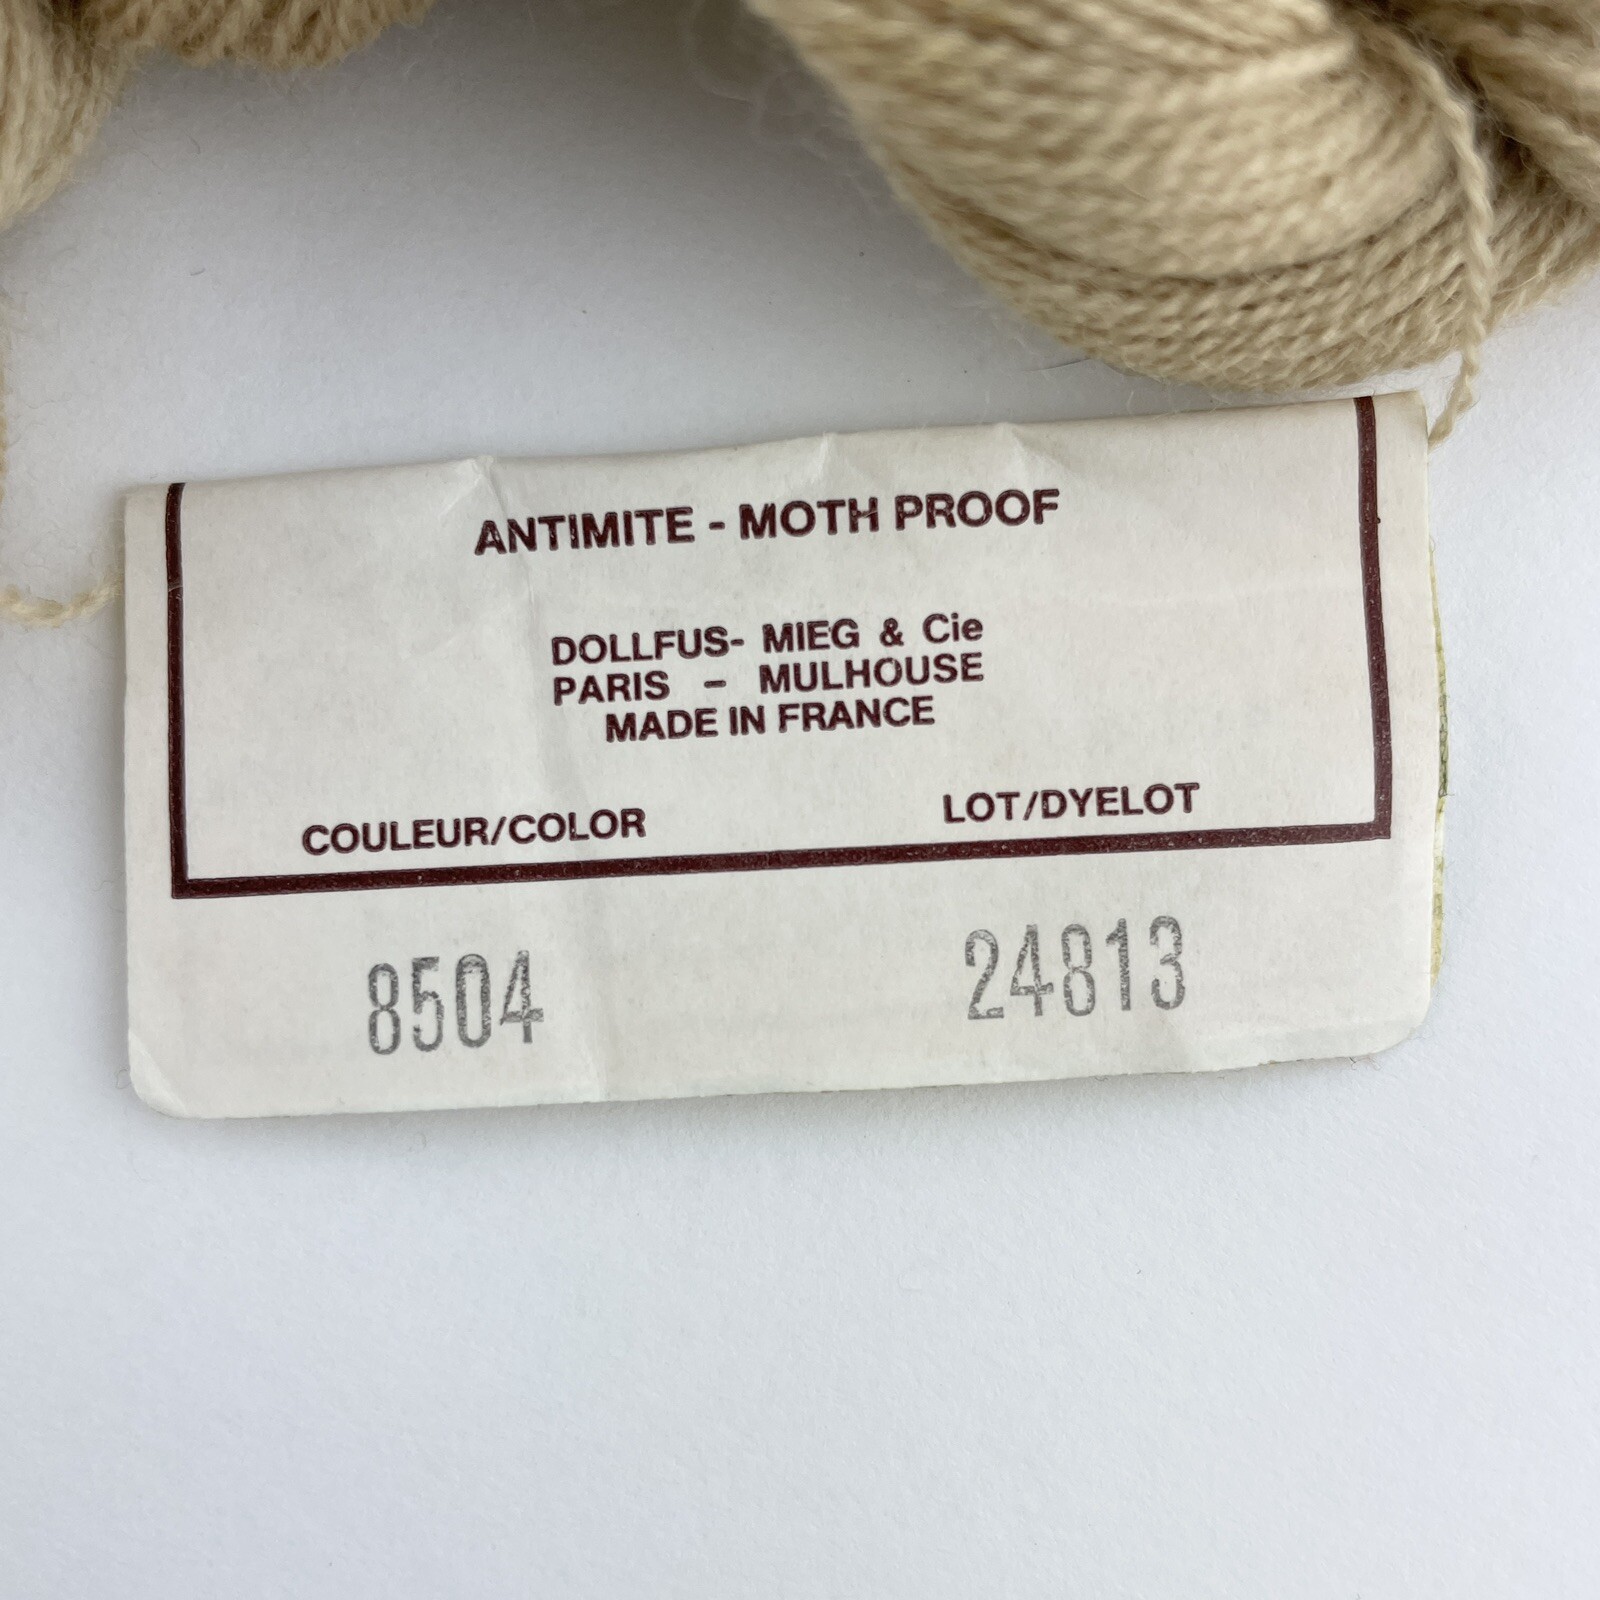 ANTIMITE - MOTH PROOF
DOLLFUS- MIEG & Cie
PARIS – MULHOUSE
MADE IN FRANCE
COULEUR/COLOR LOT/DYELOT
8504 24813